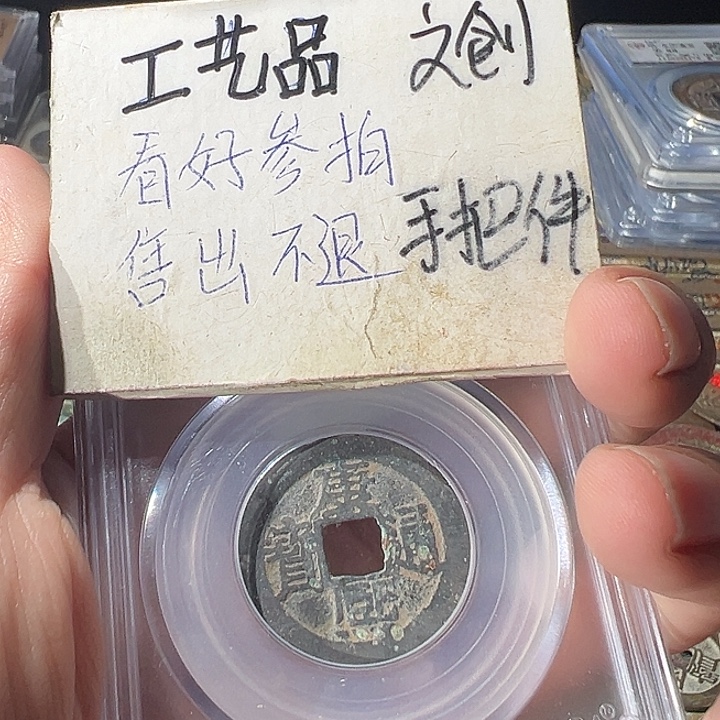 工艺品 文创
看好参拍
售出不退 手把件